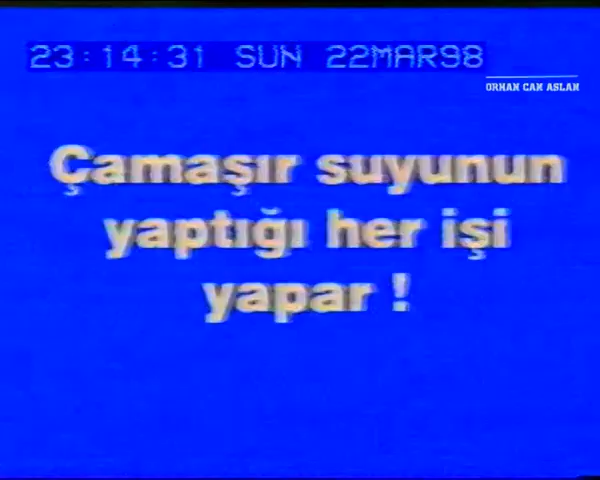 23:14:31 SUN 22MAR98
ORHAN CAN ASLAN
Çamaşır suyunun
yaptığı her işi
yapar !